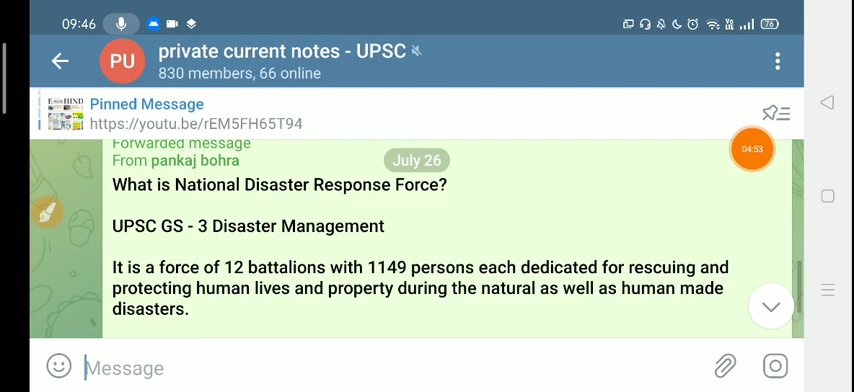 09:46
76
PU
private current notes - UPSC
830 members, 66 online
Pinned Message
https://youtu.be/rEM5FH65T94
Forwarded message
From pankaj bohra
July 26
04:53
What is National Disaster Response Force?
UPSC GS - 3 Disaster Management
It is a force of 12 battalions with 1149 persons each dedicated for rescuing and
protecting human lives and property during the natural as well as human made
disasters.
Message